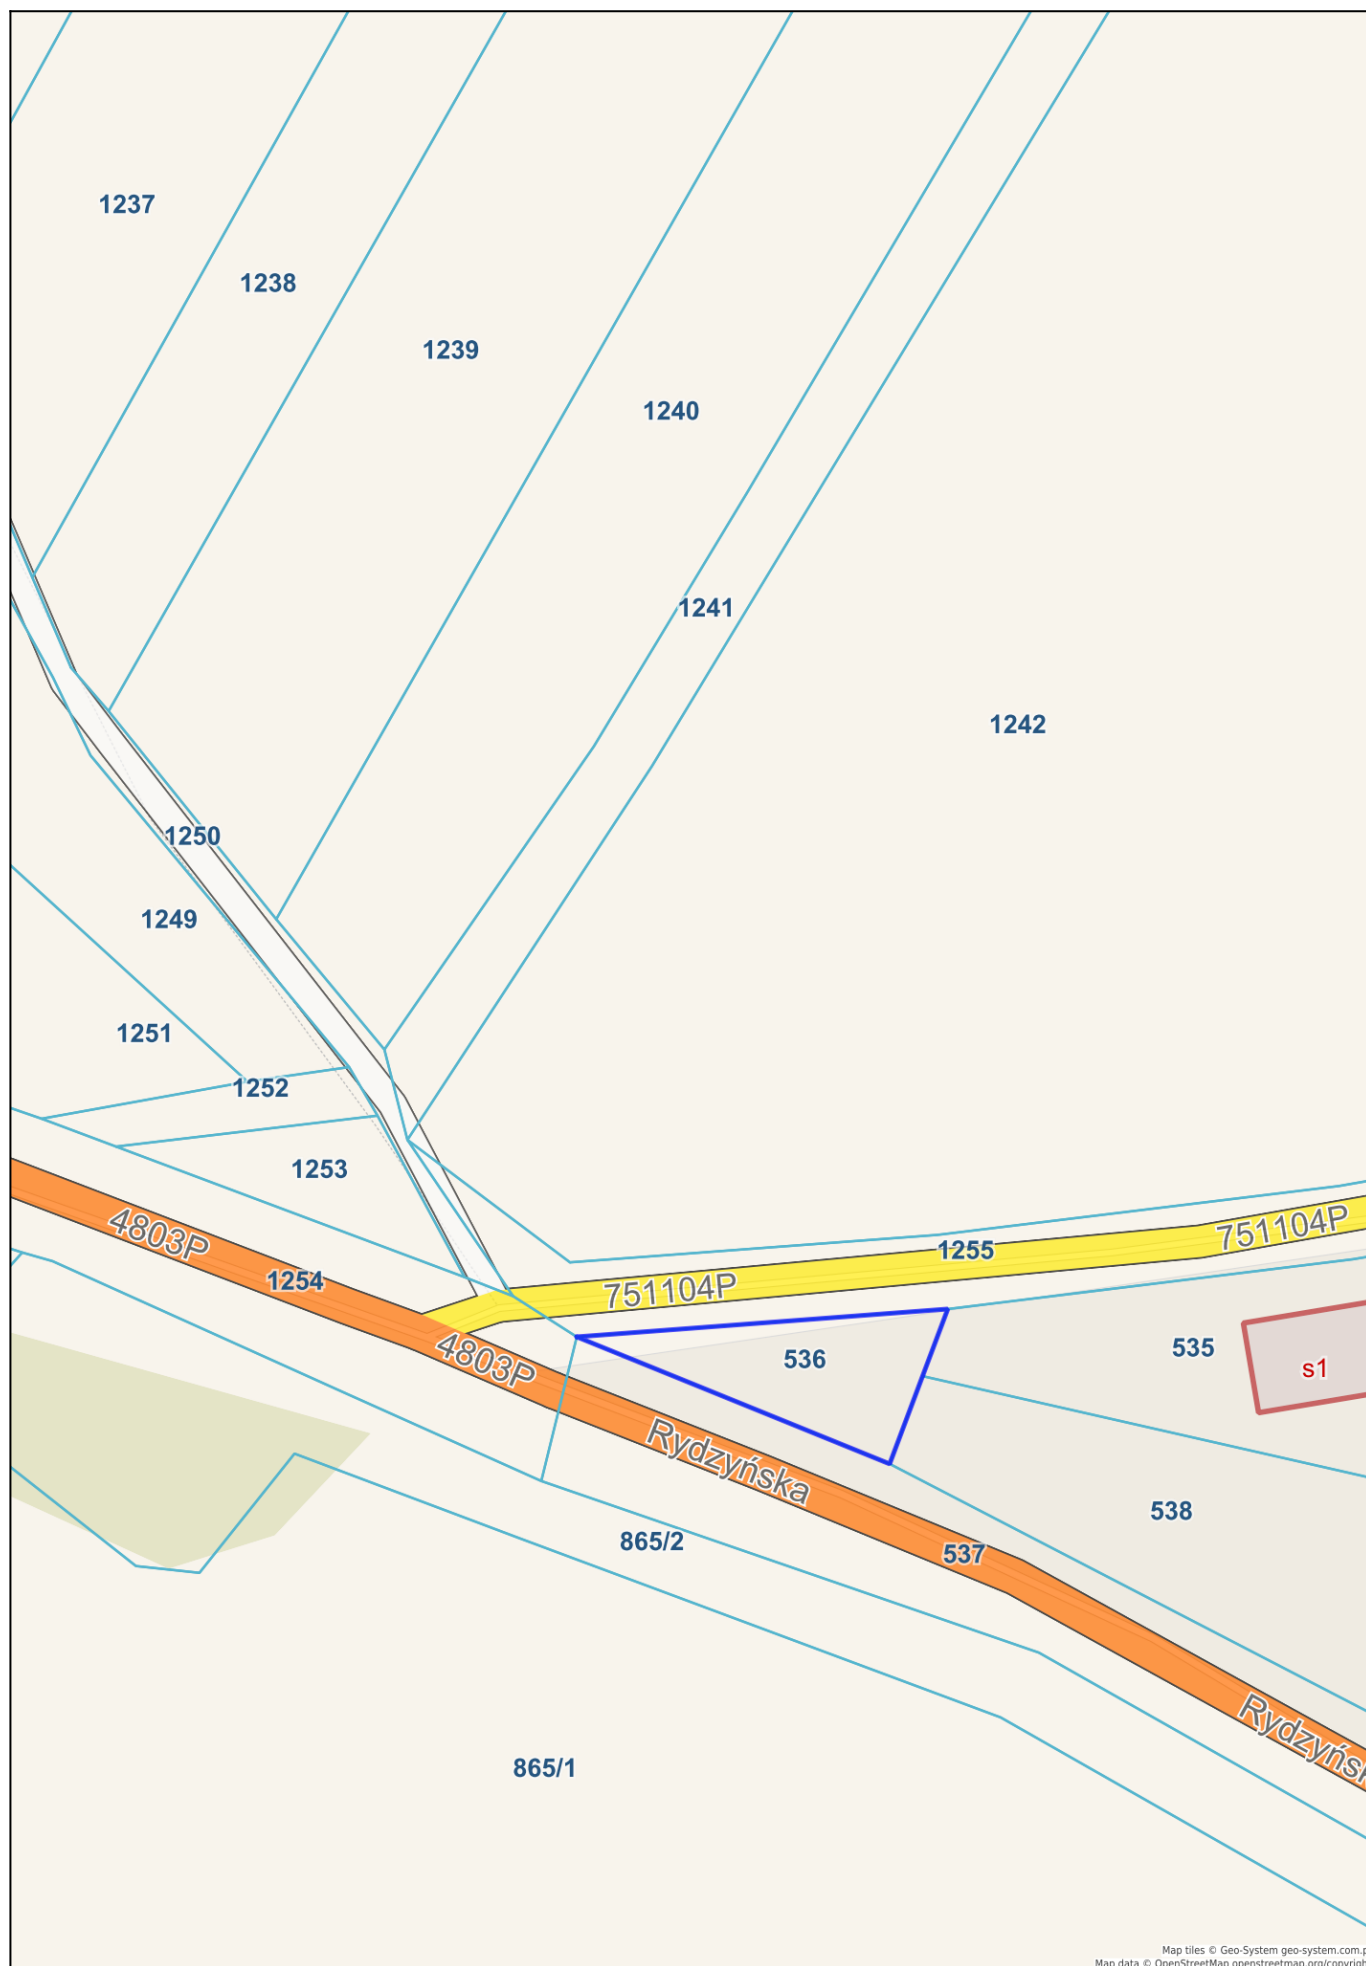 1237
1238
1239
1240
1241
1242
1250
1249
1251
1252
1253
4803P
1254
751104P
1255
751104P
4803P
536
535
s1
Rydzyńska
538
865/2
537
Rydzyńsk
865/1
Map tiles © Geo-System geo-system.com.p
Map data © OpenStreetMap openstreetmap.org/copyright